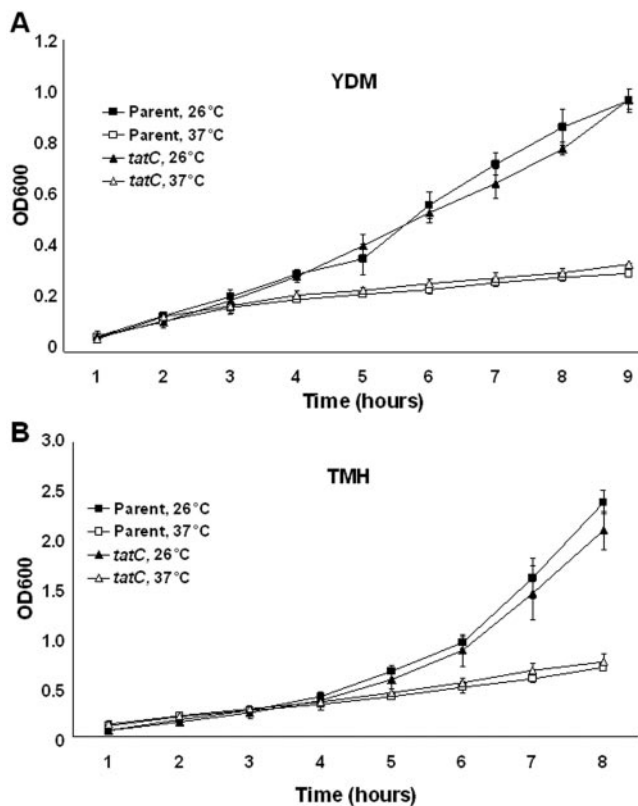 A
YDM
1.2
1.0
0.8
0.6
0.4
0.2
0
OD600
Parent, 26°C
Parent, 37°C
tatC, 26°C
tatC, 37°C
1 2 3 4 5 6 7 8 9
Time (hours)
B
TMH
3.0
2.5
2.0
1.5
1.0
0.5
0
OD600
Parent, 26°C
Parent, 37°C
tatC, 26°C
tatC, 37°C
1 2 3 4 5 6 7 8
Time (hours)